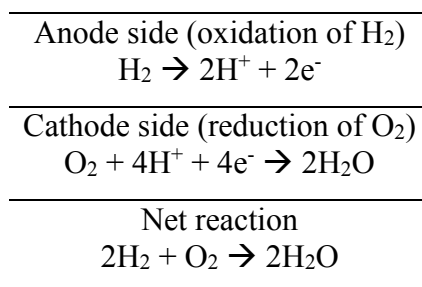 Anode side (oxidation of H₂)
H₂ → 2H⁺ + 2e⁻
Cathode side (reduction of O₂)
O₂ + 4H⁺ + 4e⁻ → 2H₂O
Net reaction
2H₂ + O₂ → 2H₂O